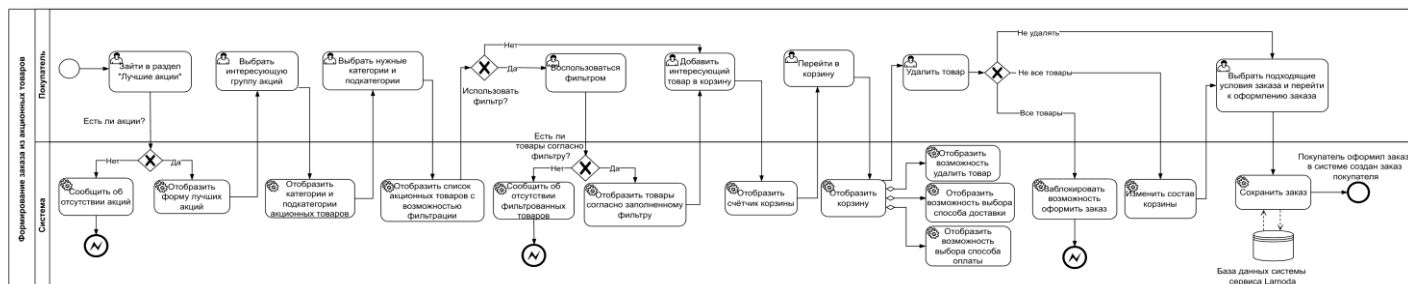 Формирование заказа из акционных товаров
Покупатель
Зайти в раздел
"Лучшие акции"
Есть ли акции?
Выбрать
интересующую
группу акций
Выбрать нужные
категории и
подкатегории
Использовать
фильтр?
Нет
Да
Воспользоваться
фильтром
Добавить
интересующий
товар в корзину
Перейти в
корзину
Удалить товар
Не удалять
Не все товары
Все товары
Выбрать подходящие
условия заказа и перейти
к оформлению заказа
Система
Нет
Да
Сообщить об
отсутствии акций
Отобразить
форму лучших
акций
Отобразить
категории и
подкатегории
акционных товаров
Отобразить список
акционных товаров с
возможностью
фильтрации
Есть ли
товары согласно
фильтру?
Нет
Да
Сообщить об
отсутствии
фильтрованных
товаров
Отобразить товары
согласно заполненному
фильтру
Отобразить
счётчик корзины
Отобразить
корзину
Отобразить
возможность
удалить товар
Отобразить
возможность выбора
способа доставки
Отобразить
возможность
выбора способа
оплаты
Заблокировать
возможность
оформить заказ
Изменить состав
корзины
Сохранить заказ
Покупатель оформил заказ,
в системе создан заказ
покупателя
База данных системы
сервиса Lamoda